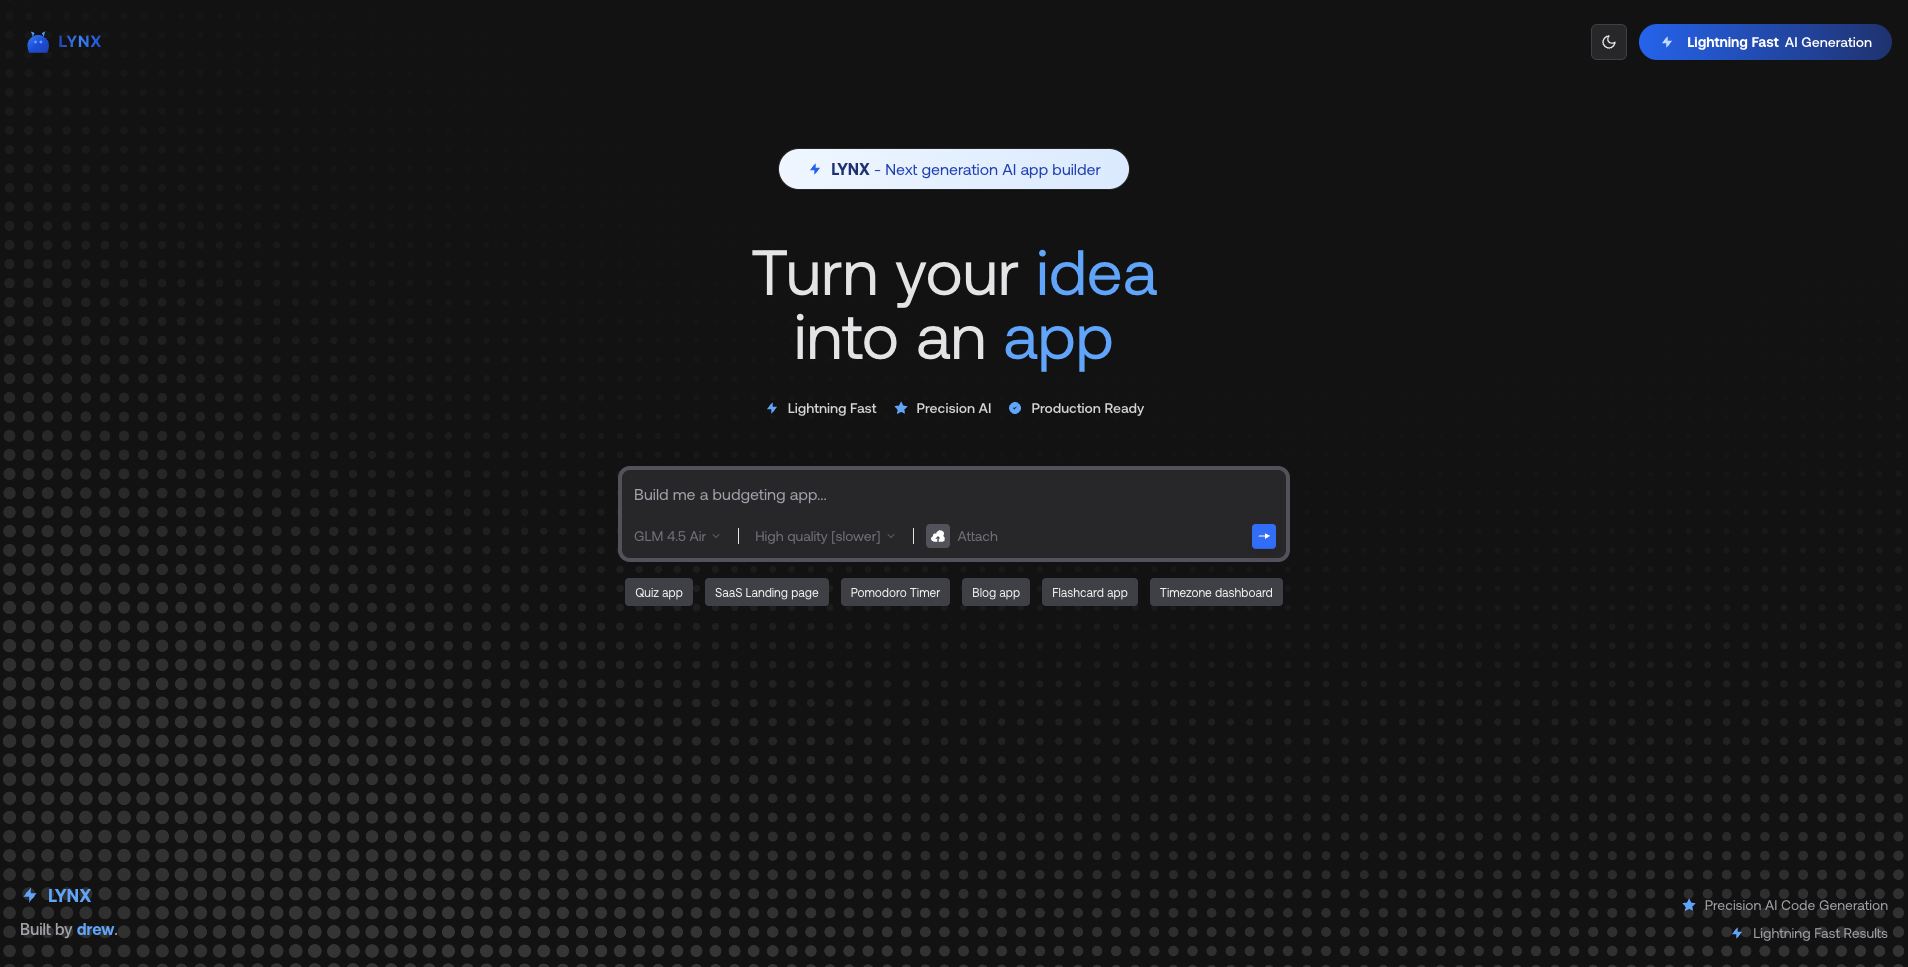 LYNX
Lightning Fast AI Generation
LYNX - Next generation AI app builder
Turn your idea
into an app
Lightning Fast Precision AI Production Ready
Build me a budgeting app...
GLM 4.5 Air High quality [slower] Attach
Quiz app SaaS Landing page Pomodoro Timer Blog app Flashcard app Timezone dashboard
LYNX
Built by drew.
Precision AI Code Generation
Lightning Fast Results